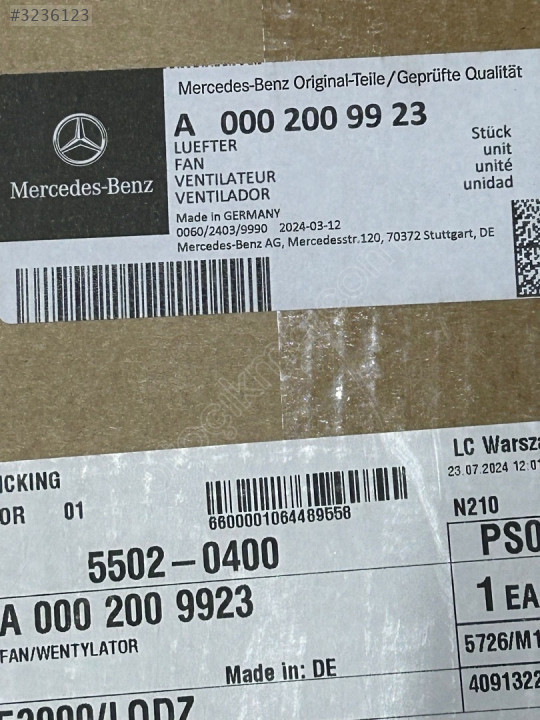 #3236123
Mercedes-Benz Original-Teile/Geprüfte Qualität
A 000 200 99 23
LUEFTER
FAN
VENTILATEUR
VENTILADOR
Stück
unit
unité
unidad
Mercedes-Benz
Made in GERMANY
0060/2403/9990 2024-03-12
Mercedes-Benz AG, Mercedesstr.120, 70372 Stuttgart, DE
ICKING
OR 01
6600001064489558
LC Warsza
23.07.2024 12:01
N210
5502-0400
PS0
A 000 200 9923
1 EA
FAN/WENTYLATOR
5726/M1
Made in: DE
4091322